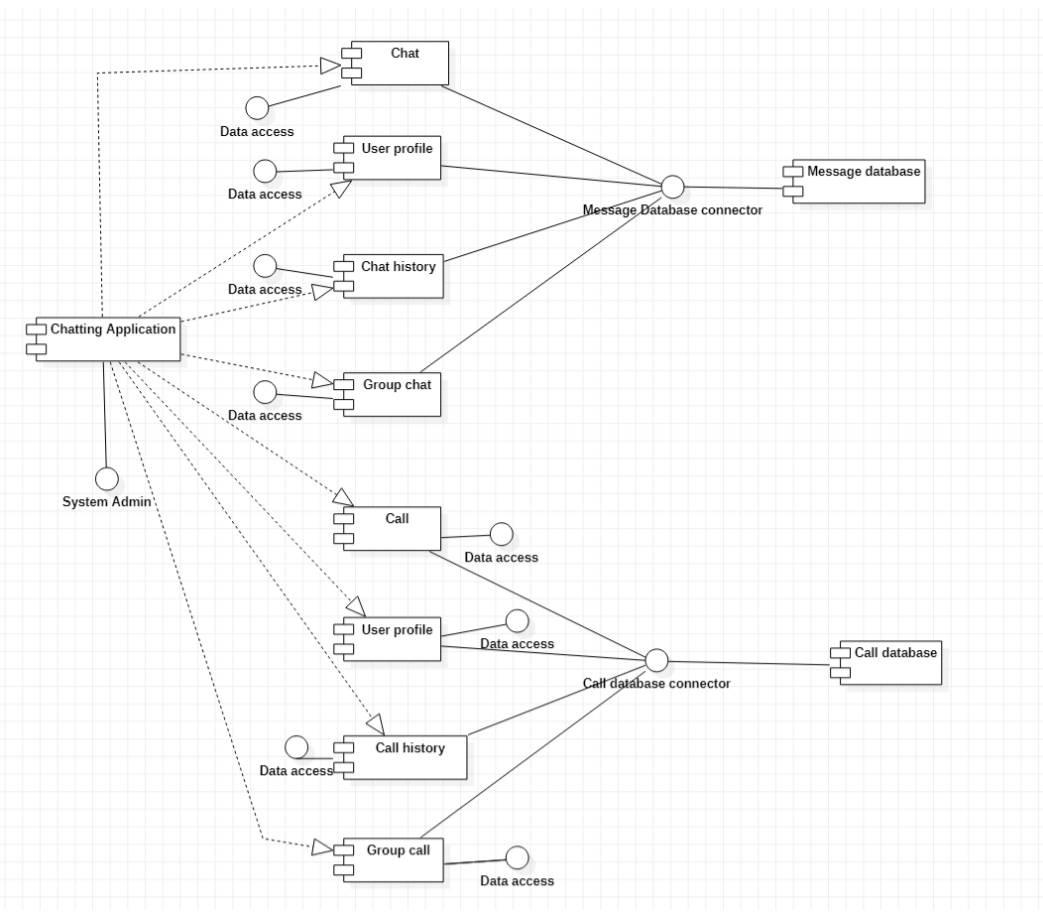 Chat
Data access
User profile
Message database
Data access
Message Database connector
Chat history
Data access
Chatting Application
Group chat
Data access
System Admin
Call
Data access
User profile
Data access
Call database
Call database connector
Call history
Data access
Group call
Data access